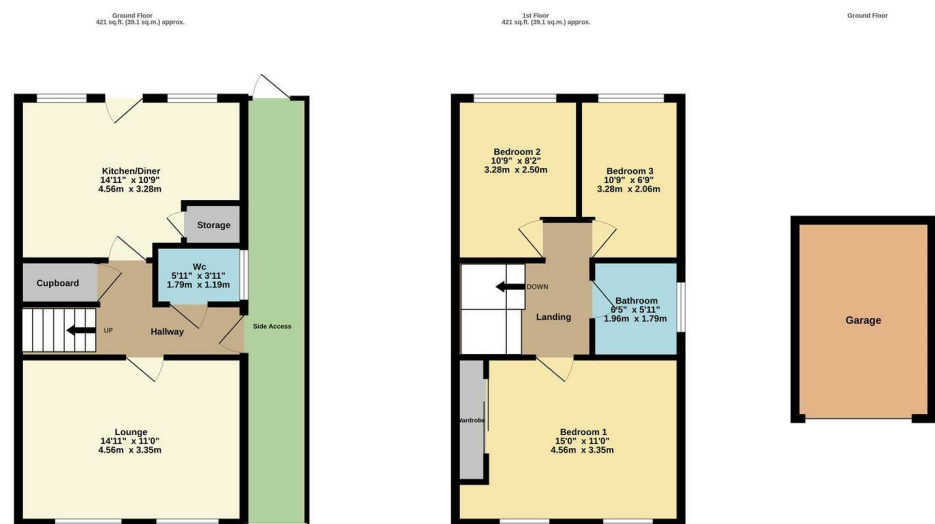 Ground Floor
421 sq.ft. (39.1 sq.m.) approx.
1st Floor
421 sq.ft. (39.1 sq.m.) approx.
Ground Floor
Kitchen/Diner
14'11" x 10'9"
4.56m x 3.28m
Storage
Wc
5'11" x 3'11"
1.79m x 1.19m
Cupboard
UP
Hallway
Side Access
Lounge
14'11" x 11'0"
4.56m x 3.35m
Bedroom 2
10'9" x 8'2"
3.28m x 2.50m
Bedroom 3
10'9" x 6'9"
3.28m x 2.06m
DOWN
Landing
Bathroom
6'5" x 5'11"
1.96m x 1.79m
Wardrobe
Bedroom 1
15'0" x 11'0"
4.56m x 3.35m
Garage